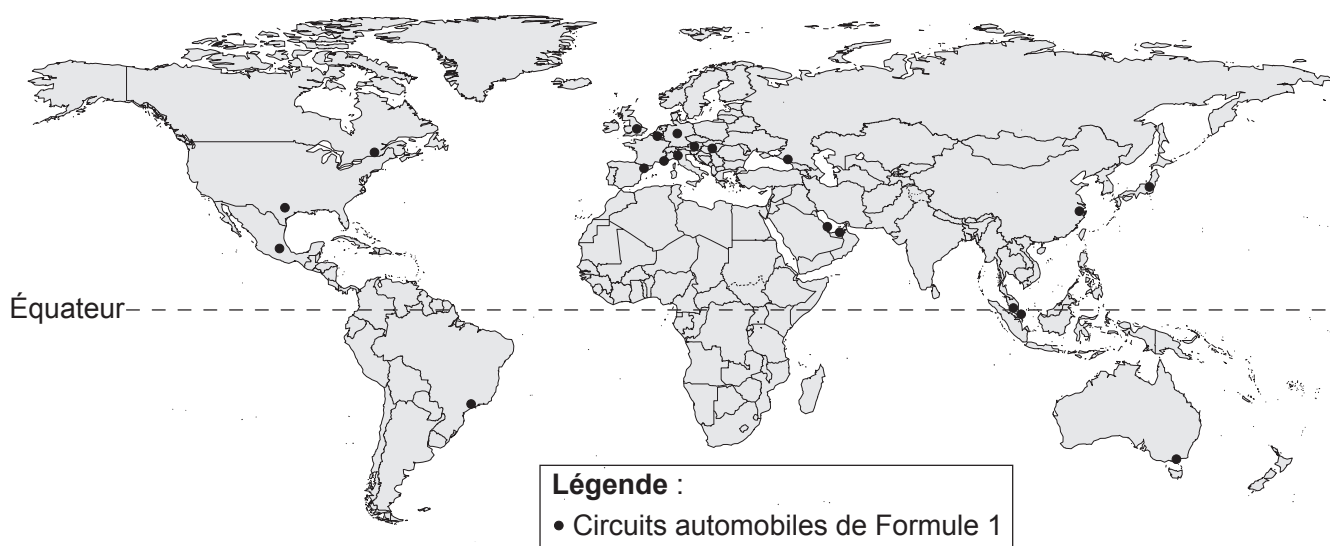 Équateur
Légende :
• Circuits automobiles de Formule 1